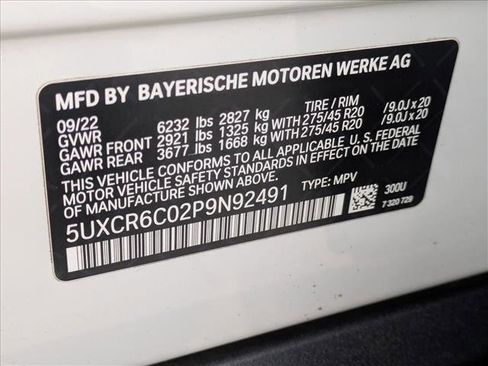 MFD BY BAYERISCHE MOTOREN WERKE AG
09/22 TIRE / RIM
GVWR 6232 lbs 2827 kg
GAWR FRONT 2921 lbs 1325 kg 275/45 R20 /9.0J x 20
GAWR REAR 3677 lbs 1668 kg 275/45 R20 /9.0J x 20
THIS VEHICLE CONFORMS TO ALL APPLICABLE U. S. FEDERAL
MOTOR VEHICLE SAFETY STANDARDS IN EFFECT ON THE DATE
OF MANUFACTURE SHOWN ABOVE.
5UXCR6C02P9N92491 TYPE: MPV
300U
7 320 729